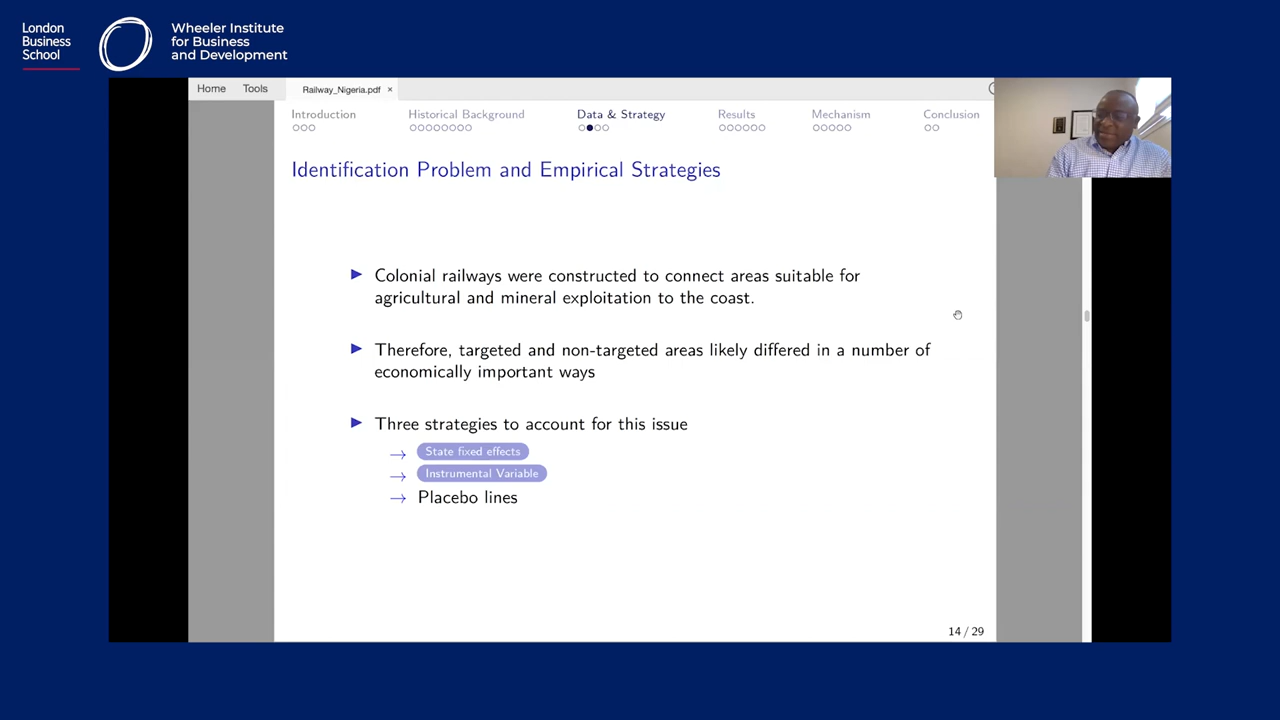 London
Business
School
Wheeler Institute
for Business
and Development
Home Tools Railway_Nigeria.pdf ×
Introduction Historical Background Data & Strategy Results Mechanism Conclusion
Identification Problem and Empirical Strategies
Colonial railways were constructed to connect areas suitable for
agricultural and mineral exploitation to the coast.
Therefore, targeted and non-targeted areas likely differed in a number of
economically important ways
Three strategies to account for this issue
State fixed effects
Instrumental Variable
Placebo lines
14 / 29